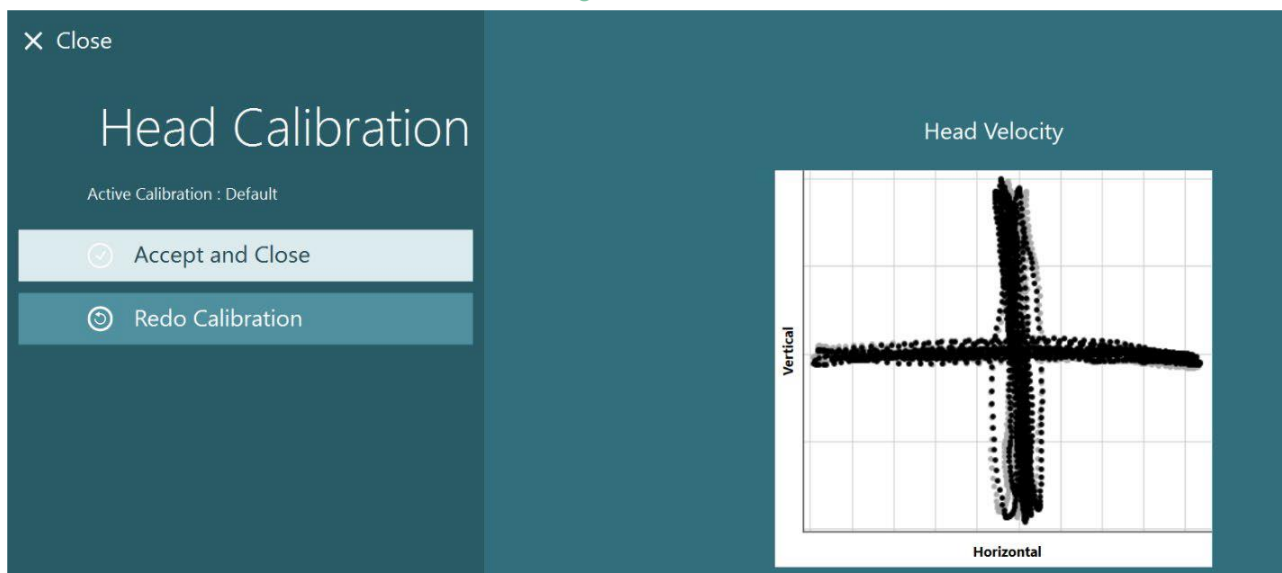 Close
Head Calibration
Active Calibration : Default
Accept and Close
Redo Calibration
Head Velocity
Vertical
Horizontal